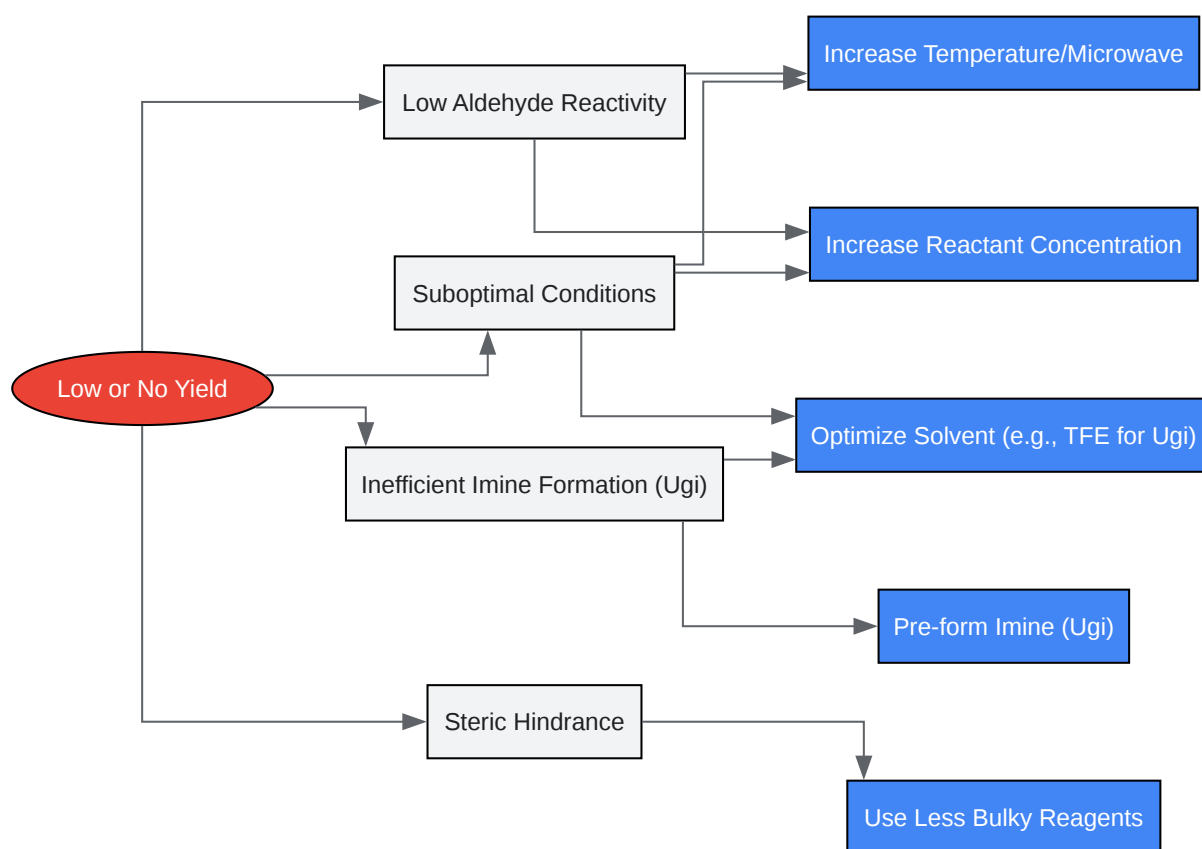 Low or No Yield
Low Aldehyde Reactivity
Suboptimal Conditions
Inefficient Imine Formation (Ugi)
Steric Hindrance
Increase Temperature/Microwave
Increase Reactant Concentration
Optimize Solvent (e.g., TFE for Ugi)
Pre-form Imine (Ugi)
Use Less Bulky Reagents